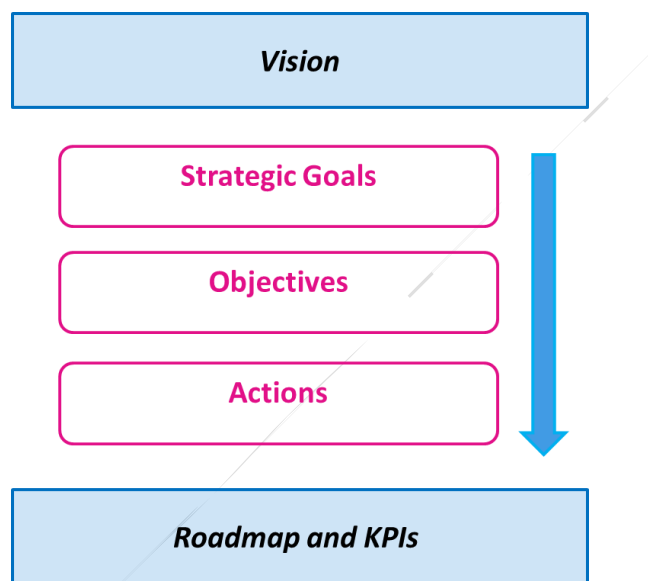 Vision
Strategic Goals
Objectives
Actions
Roadmap and KPIs